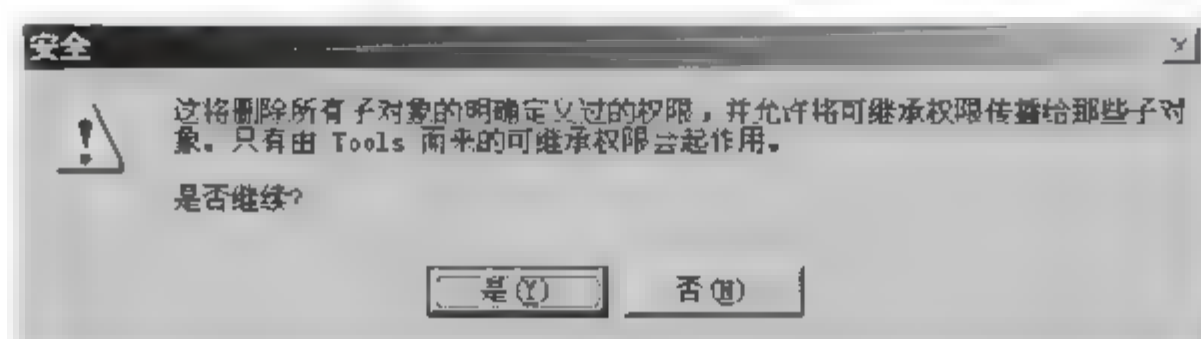 安全
这将删除所有子对象的明确定义过的权限，并允许将可继承权限传播给那些子对
象。只有由 Tools 而来的可继承权限会起作用。
是否继续?
是(Y) 否(N)